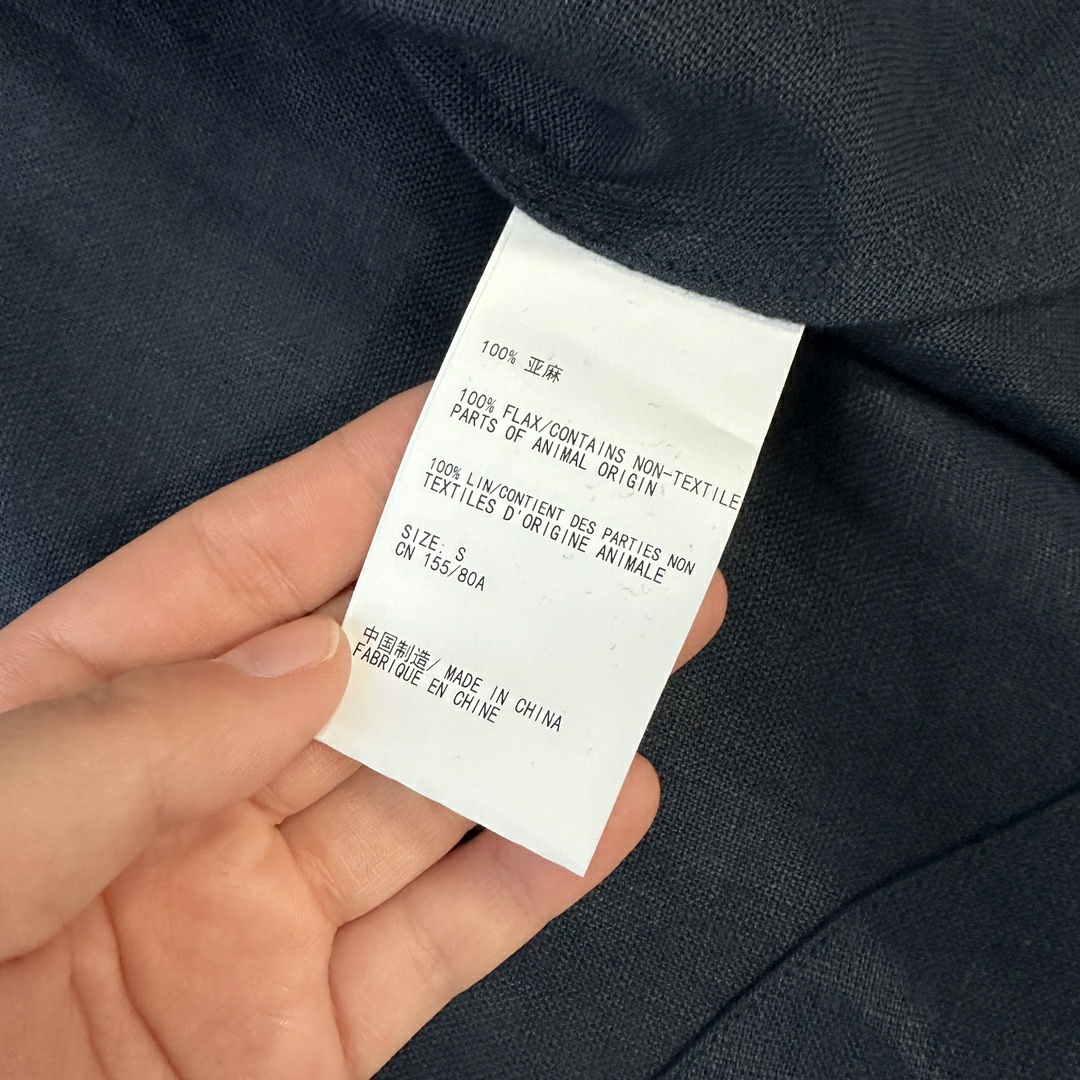 100% 亚麻
100% FLAX/CONTAINS NON-TEXTILE
PARTS OF ANIMAL ORIGIN
100% LIN/CONTIENT DES PARTIES NON
TEXTILES D'ORIGINE ANIMALE
SIZE: S
CN 155/80A
中国制造/ MADE IN CHINA
FABRIQUE EN CHINE